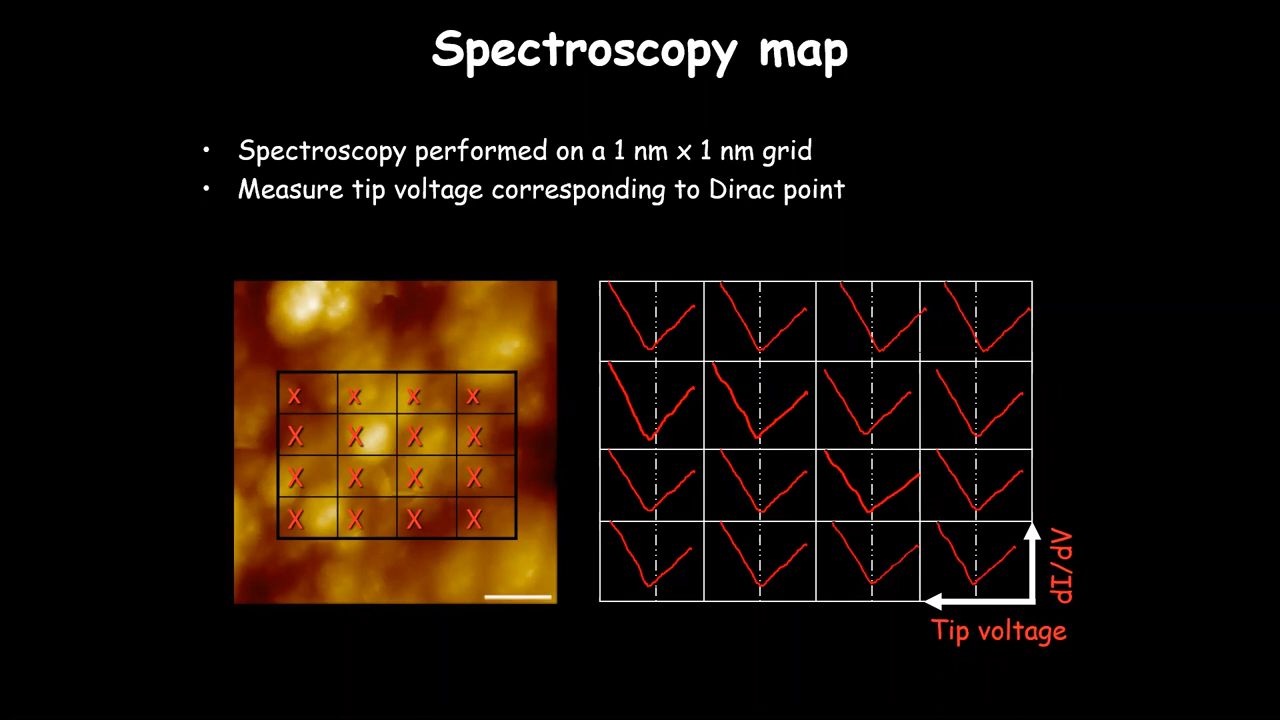 Spectroscopy map
• Spectroscopy performed on a 1 nm x 1 nm grid
• Measure tip voltage corresponding to Dirac point
x x x x
X X X X
X X X X
X X X X
dI/dV
Tip voltage